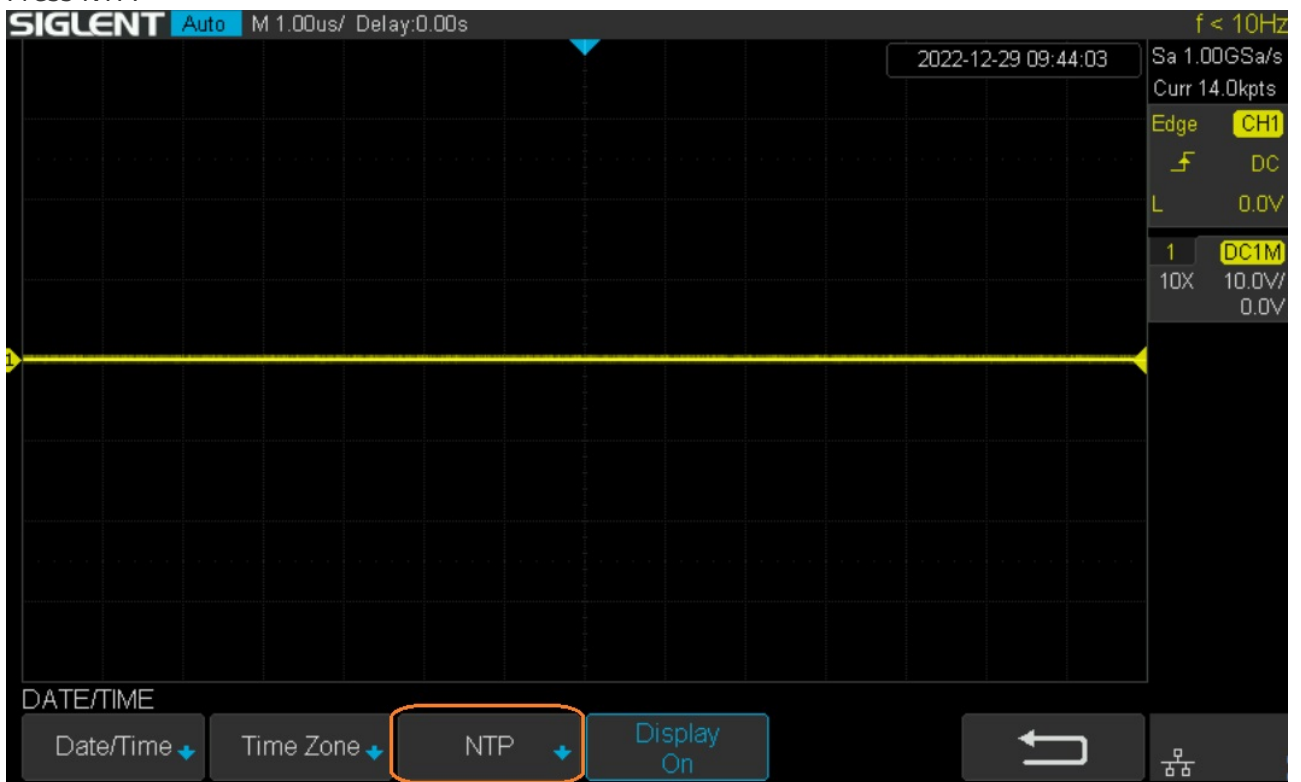 SIGLENT Auto M 1.00us/ Delay:0.00s f < 10Hz
2022-12-29 09:44:03
Sa 1.00GSa/s
Curr 14.0kpts
Edge CH1
DC
L 0.0V
1 DC1M
10X 10.0V/
0.0V
1
DATE/TIME
Date/Time
Time Zone
NTP
Display
On